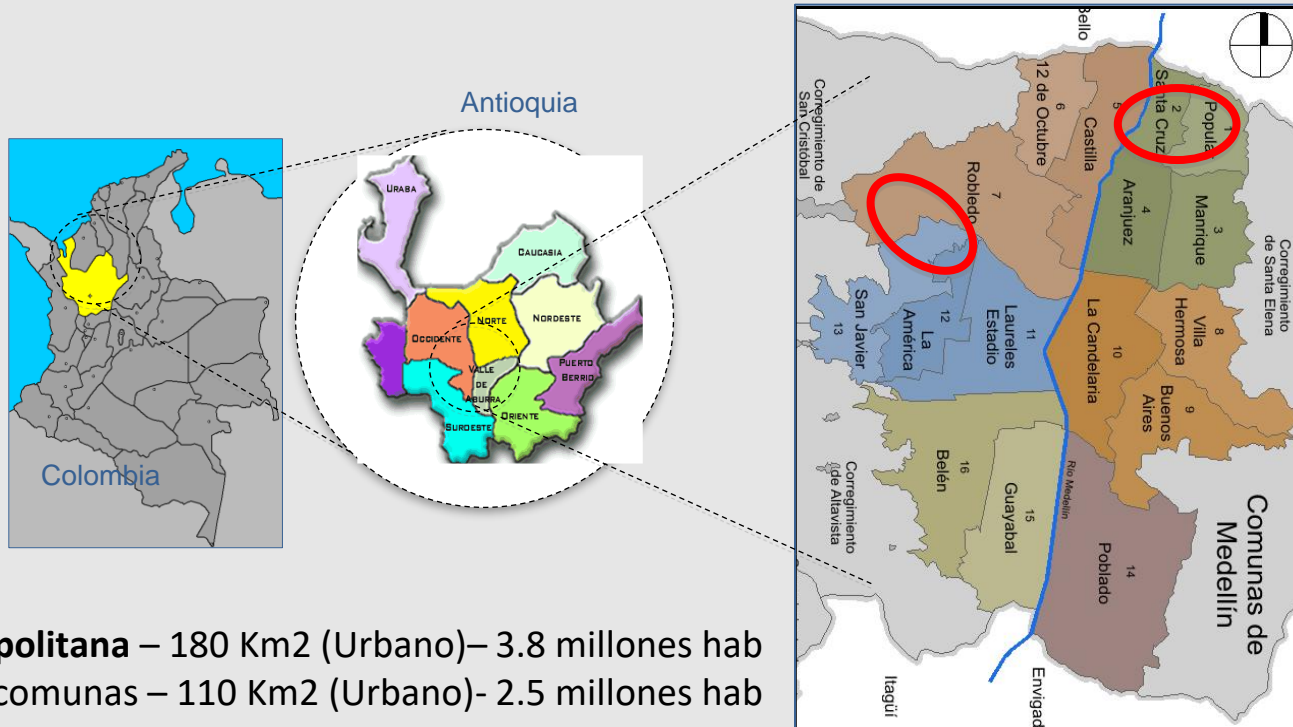 Antioquia
Colombia
URABA
CAUCASIA
NORTE
NORDESTE
OCCIDENTE
VALLE
DE
ABURRA
PUERTO
BERRIO
ORIENTE
SUROESTE
Comunas de
Medellín
Bello
Corregimiento de
San Cristóbal
6
12 de Octubre
5
Castilla
2
Santa Cruz
1
Popular
7
Robledo
4
Aranjuez
3
Manrique
Corregimiento
de Santa Elena
13
San Javier
12
La
América
11
Laureles
Estadio
10
La Candelaria
8
Villa
Hermosa
9
Buenos
Aires
Corregimiento
de Altavista
16
Belén
15
Guayabal
Río Medellín
14
Poblado
Itagüí
Envigad
politana – 180 Km2 (Urbano)– 3.8 millones hab
comunas – 110 Km2 (Urbano)- 2.5 millones hab